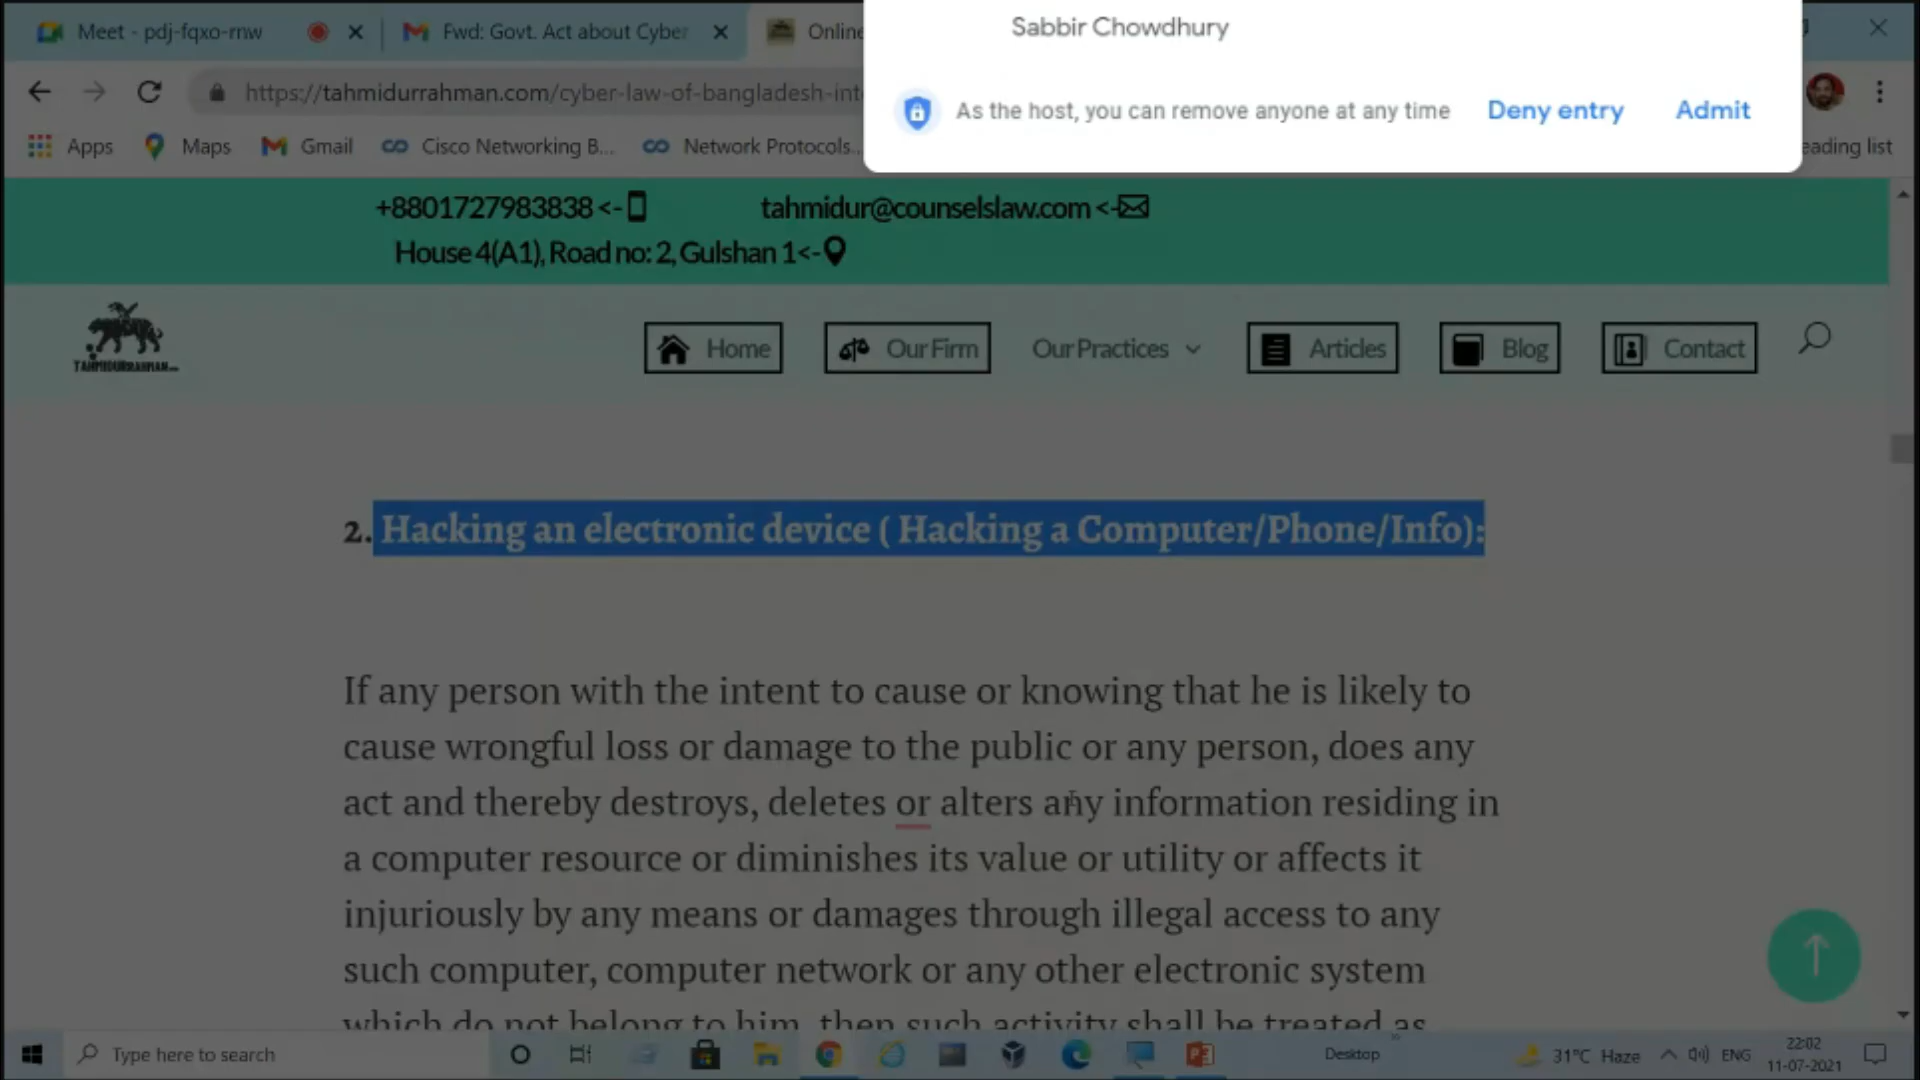 Meet - pdj-fqxo-rnw
Fwd: Govt. Act about Cyber
Online
Sabbir Chowdhury
As the host, you can remove anyone at any time
Deny entry
Admit
https://tahmidurrahman.com/cyber-law-of-bangladesh-int
Apps
Maps
Gmail
Cisco Networking B...
Network Protocols...
eading list
+8801727983838 <-
tahmidur@counselslaw.com <-
House 4(A1), Road no: 2, Gulshan 1<-
TAHMIDURRAHMAN
Home
Our Firm
Our Practices
Articles
Blog
Contact
2. Hacking an electronic device ( Hacking a Computer/Phone/Info):
If any person with the intent to cause or knowing that he is likely to
cause wrongful loss or damage to the public or any person, does any
act and thereby destroys, deletes or alters any information residing in
a computer resource or diminishes its value or utility or affects it
injuriously by any means or damages through illegal access to any
such computer, computer network or any other electronic system
which do not belong to him, then such activity shall be treated as
Type here to search
Desktop
31°C Haze
ENG
22:02
11-07-2021